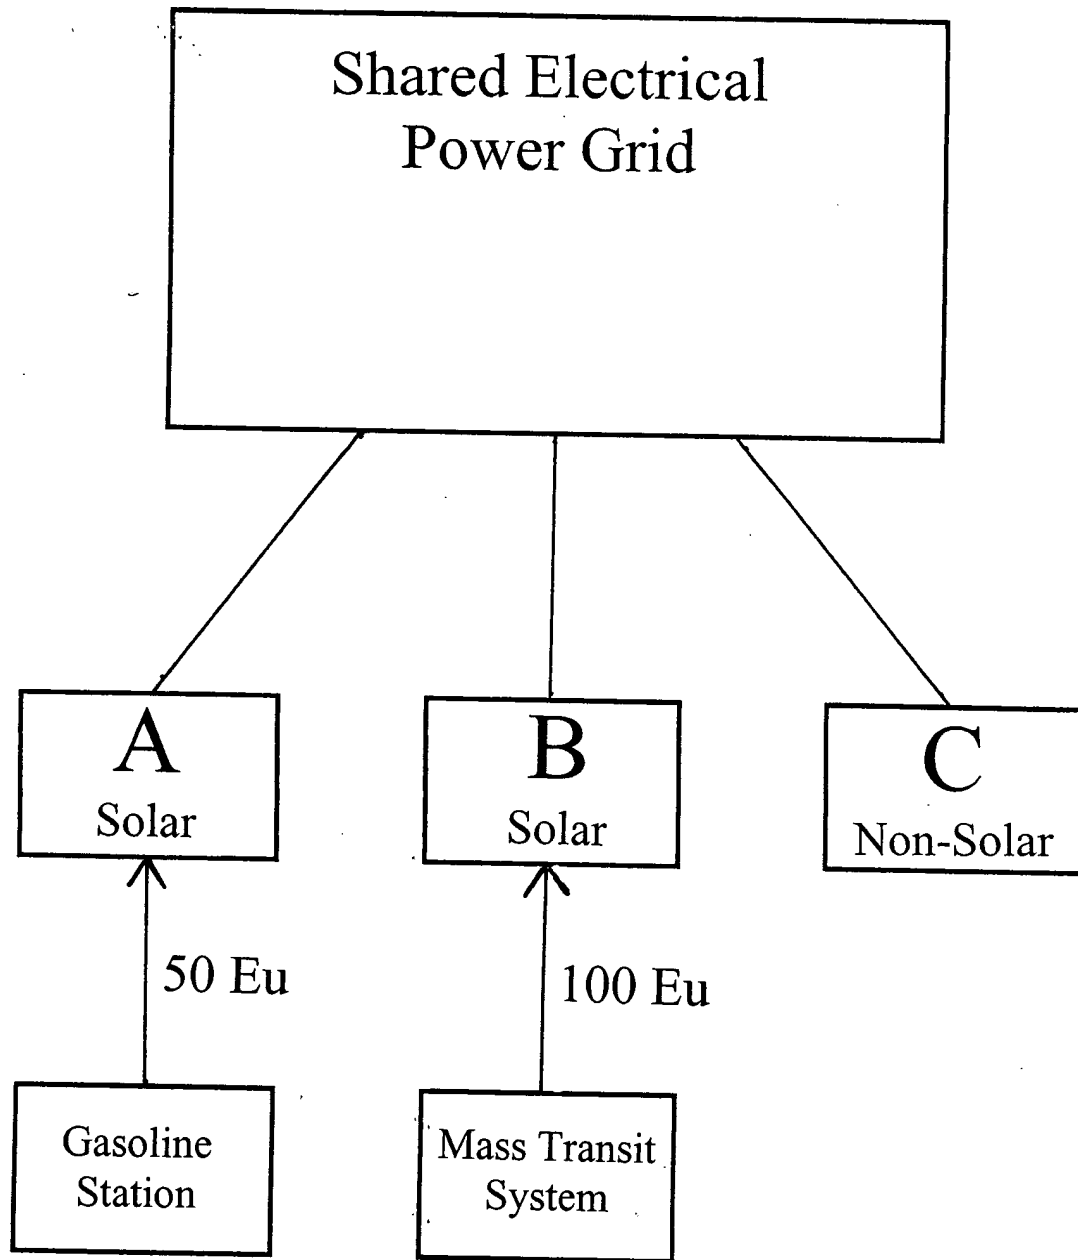 Shared Electrical
Power Grid
A
Solar
B
Solar
C
Non-Solar
50 Eu
100 Eu
Gasoline
Station
Mass Transit
System